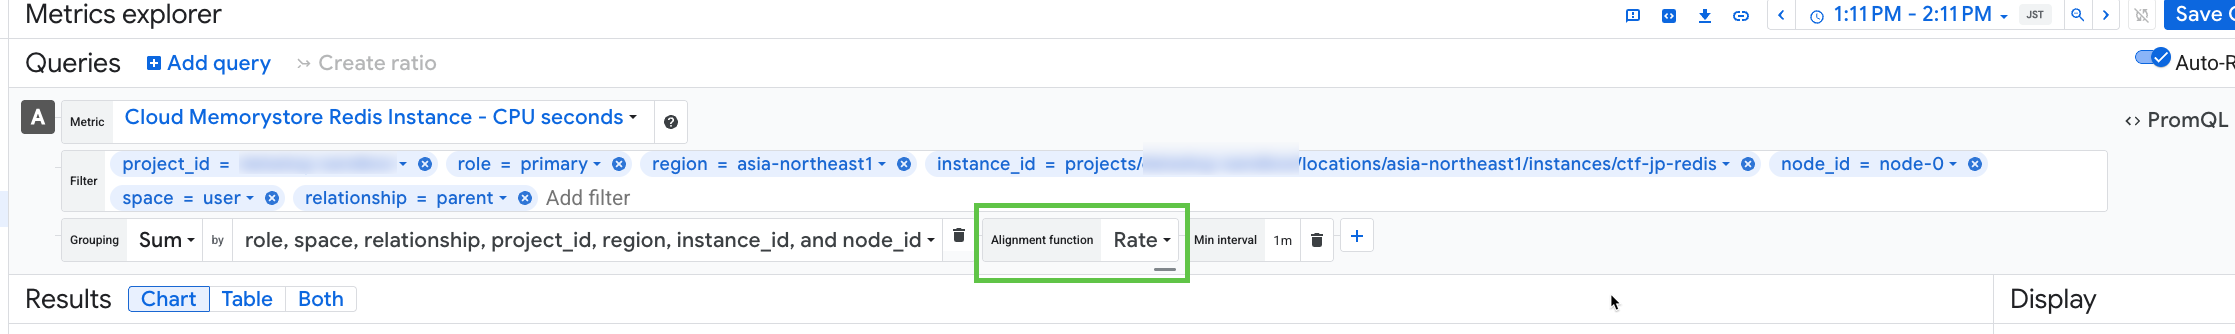 Metrics explorer
1:11 PM - 2:11 PM JST Save
Queries Add query Create ratio Auto-R
A Metric Cloud Memorystore Redis Instance - CPU seconds <> PromQL
Filter project_id = role = primary region = asia-northeast1 instance_id = projects/ /locations/asia-northeast1/instances/ctf-jp-redis node_id = node-0
space = user relationship = parent Add filter
Grouping Sum by role, space, relationship, project_id, region, instance_id, and node_id Alignment function Rate Min interval 1m
Results Chart Table Both Display